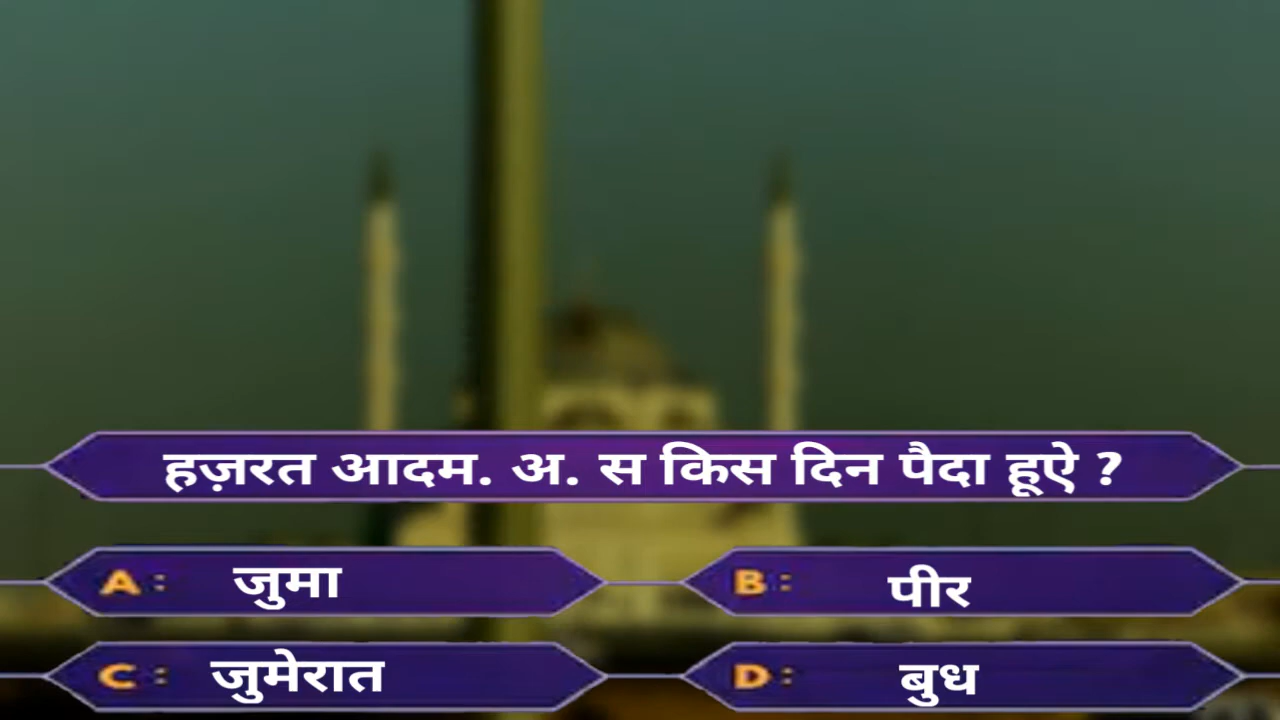 हज़रत आदम. अ. स किस दिन पैदा हूऐ ?
A : जुमा
B : पीर
C : जुमेरात
D : बुध